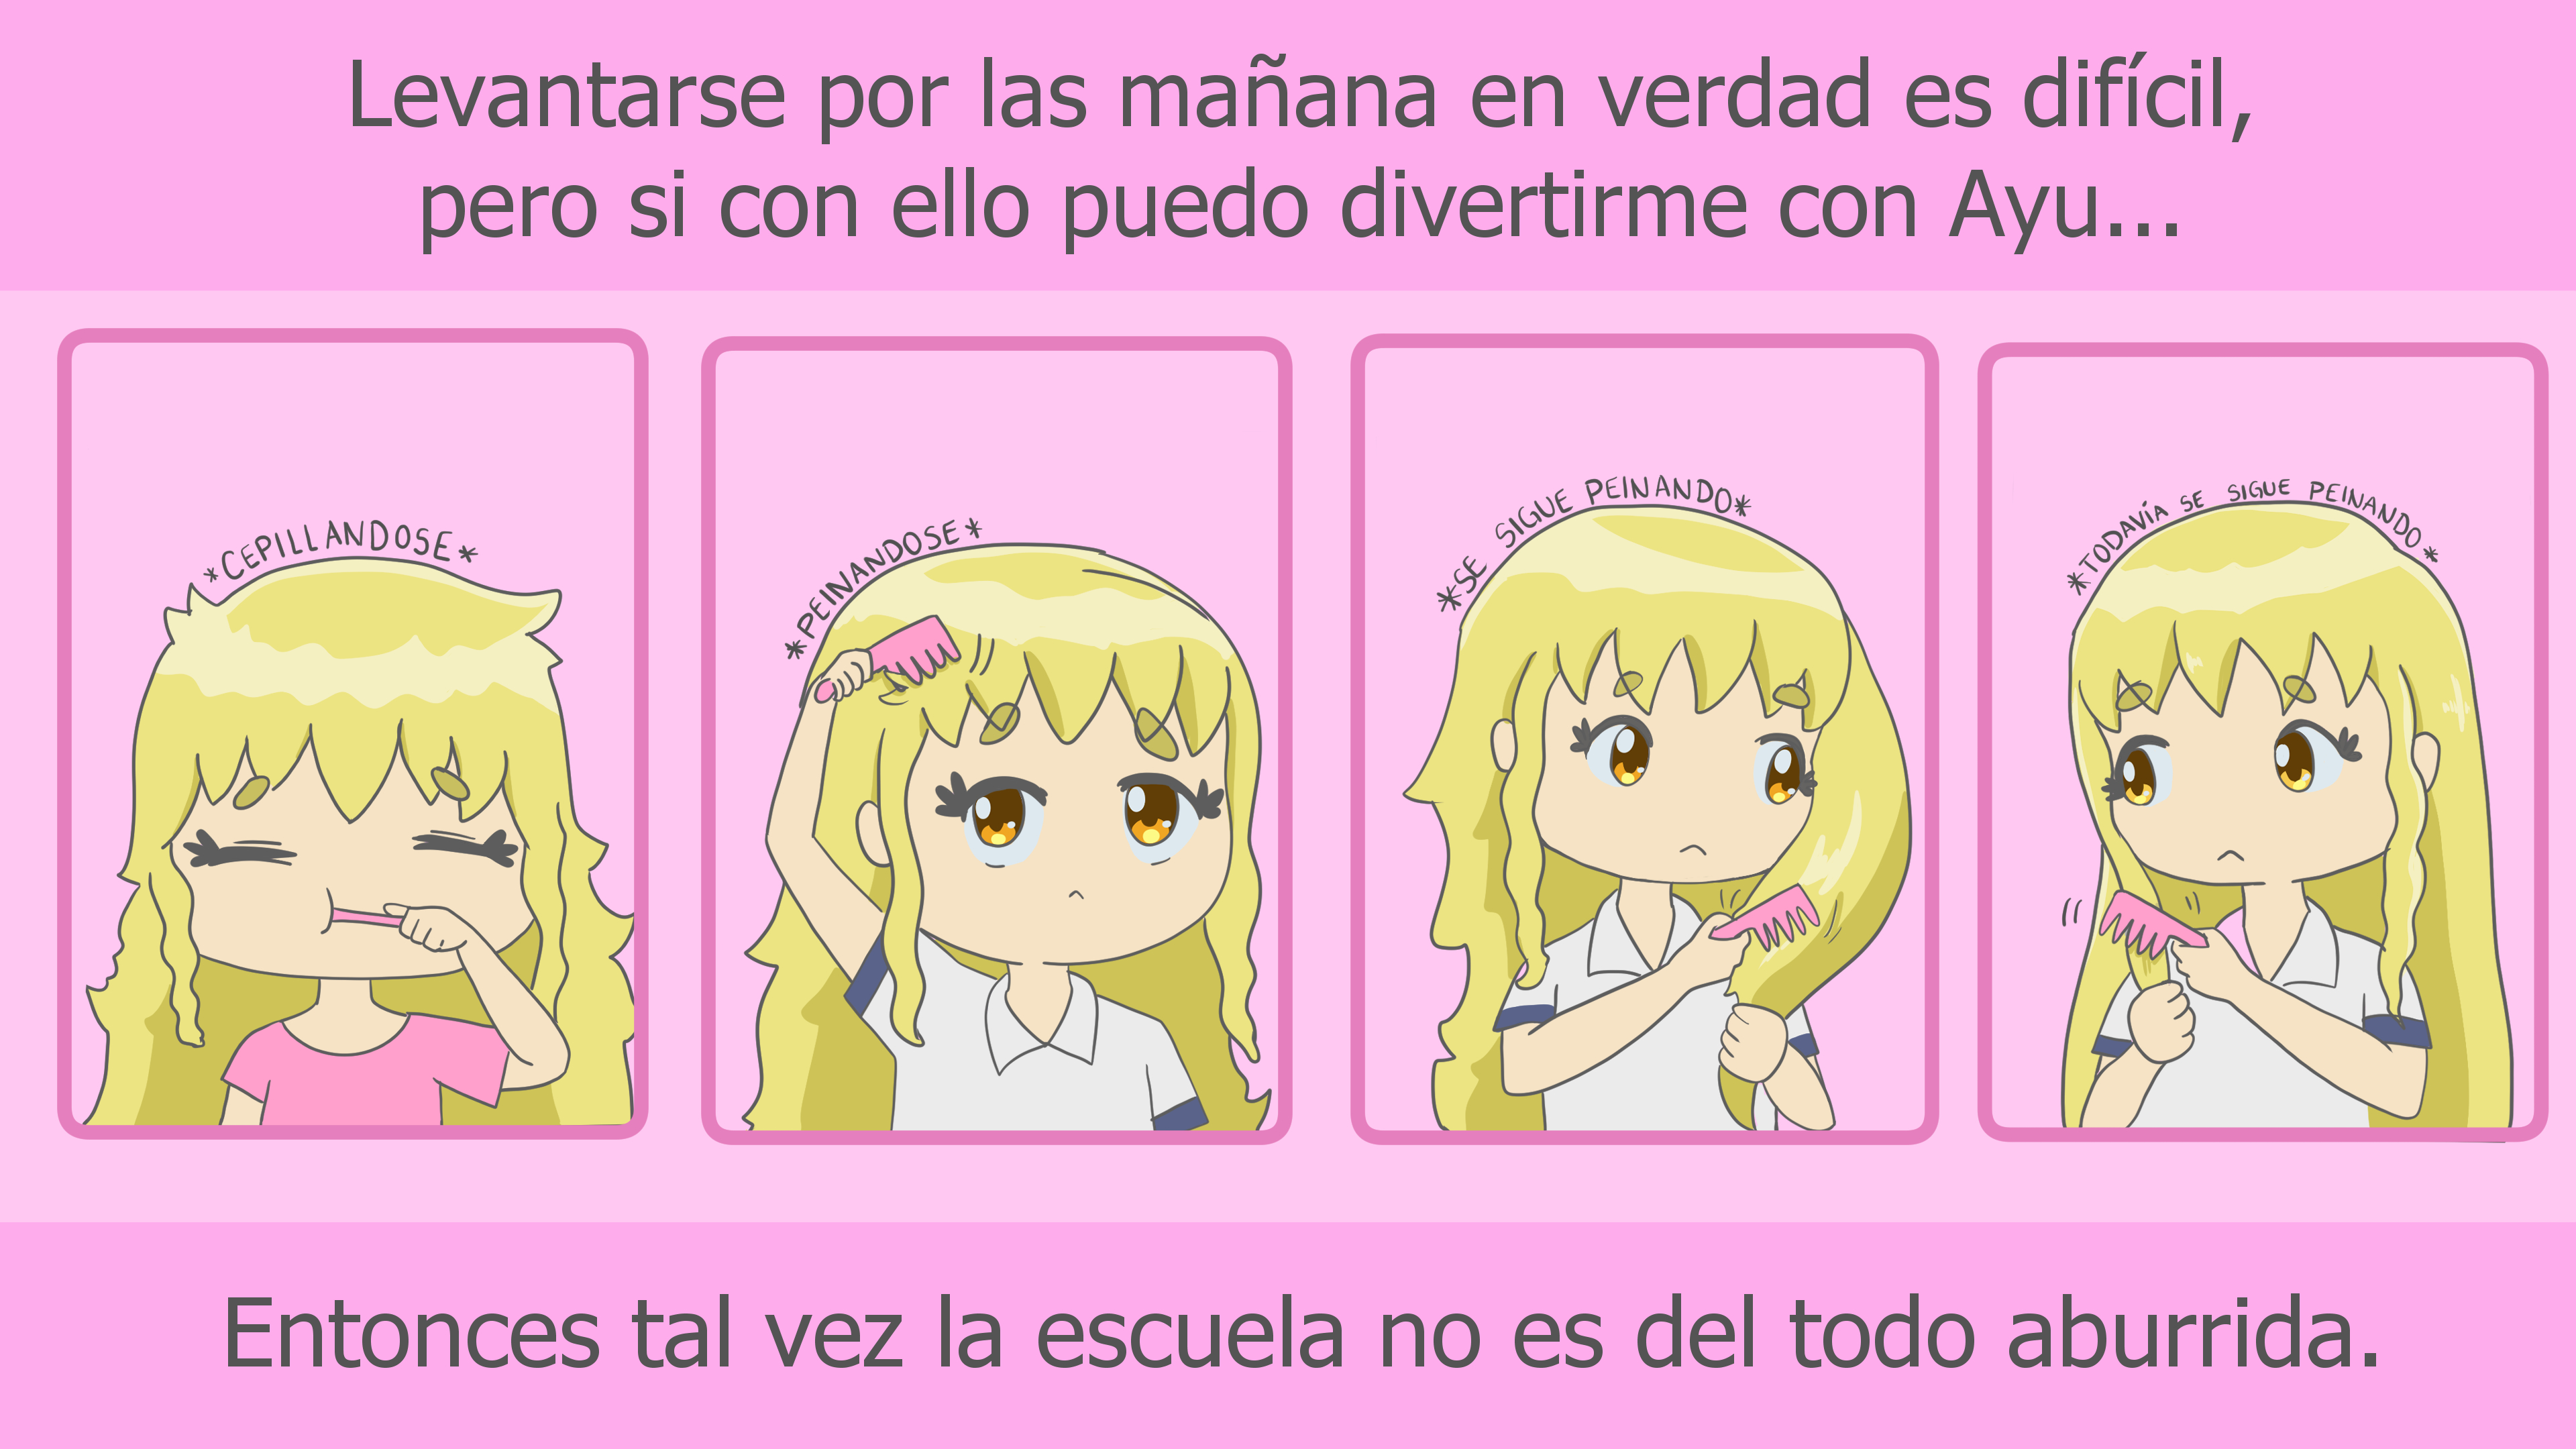 Levantarse por las mañana en verdad es difícil,
pero si con ello puedo divertirme con Ayu...
*CEPILLANDOSE*
*PEINANDOSE*
*SE SIGUE PEINANDO*
*TODAVÍA SE SIGUE PEINANDO*
Entonces tal vez la escuela no es del todo aburrida.